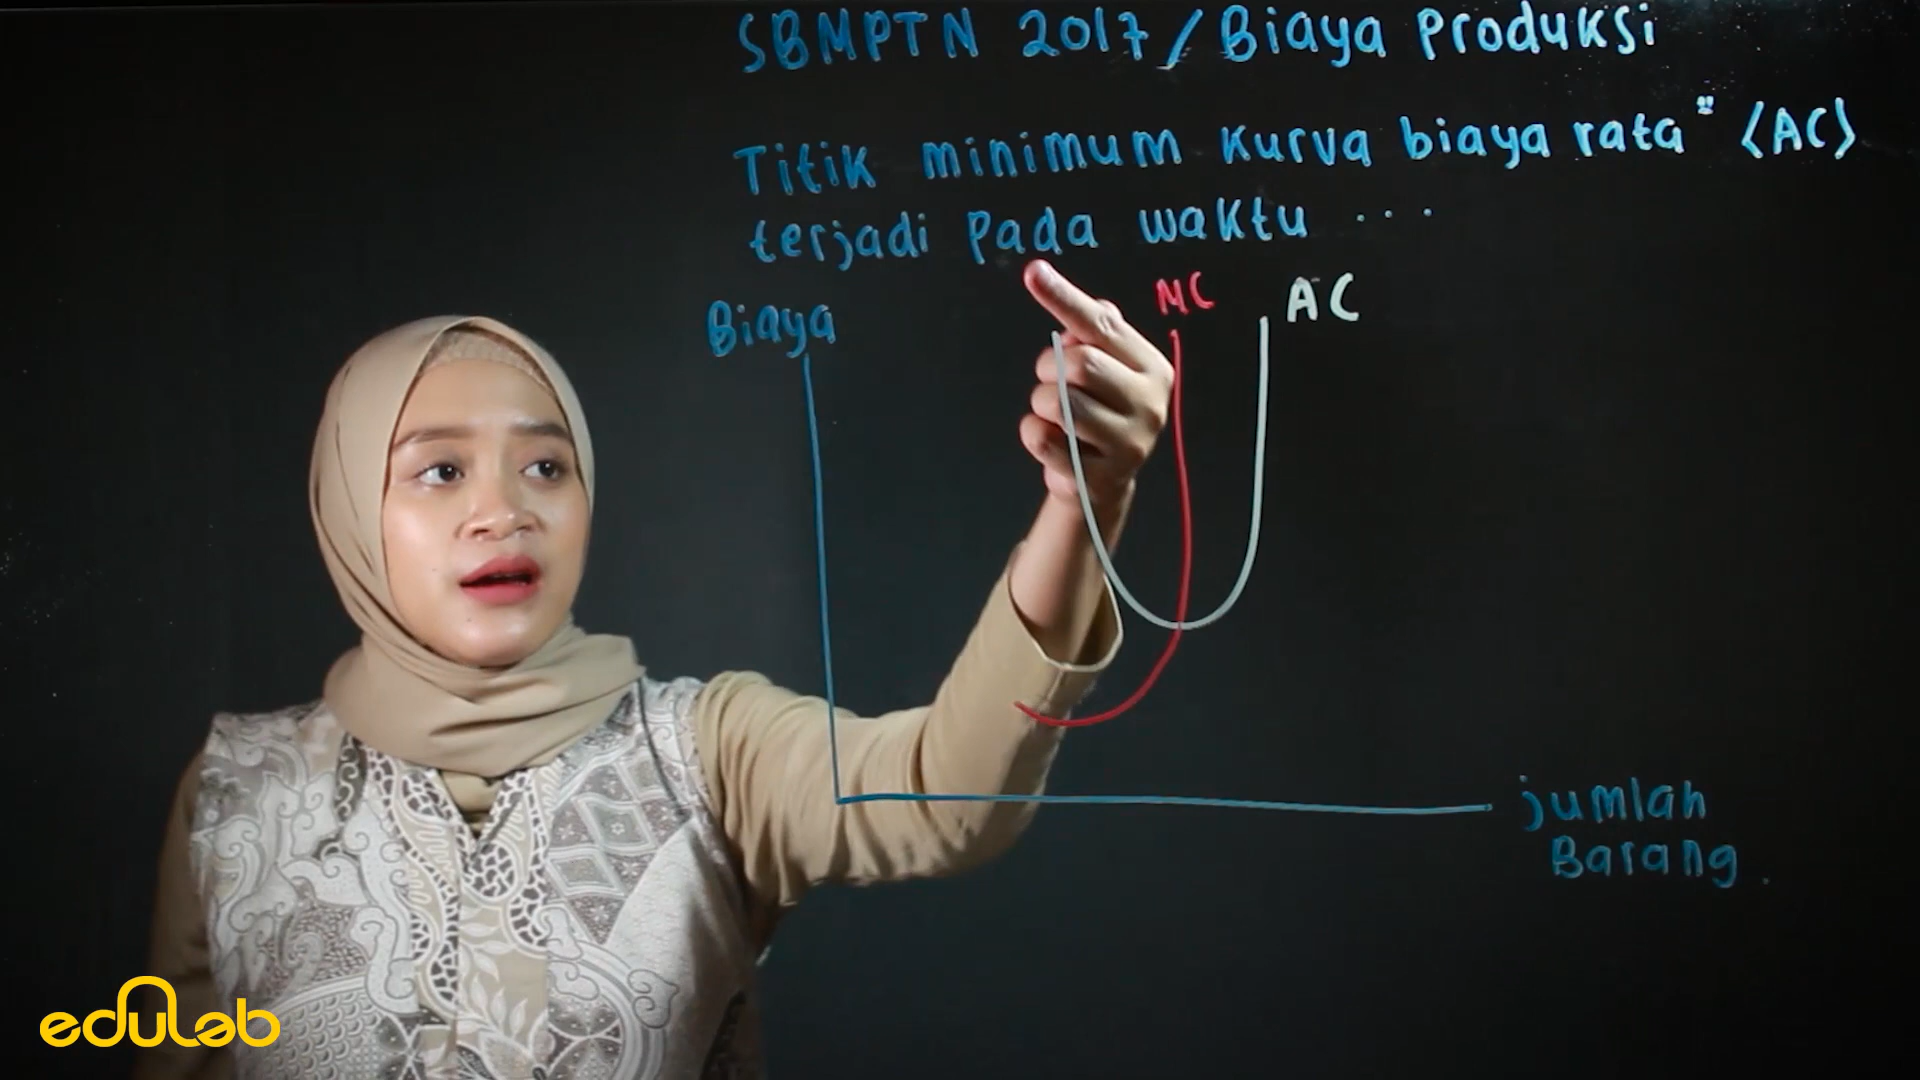 SBMPTN 2017/Biaya Produksi
Titik minimum kurva biaya rata" (AC)
terjadi pada waktu ...
MC
AC
Biaya
jumlah
Barang.
edulab